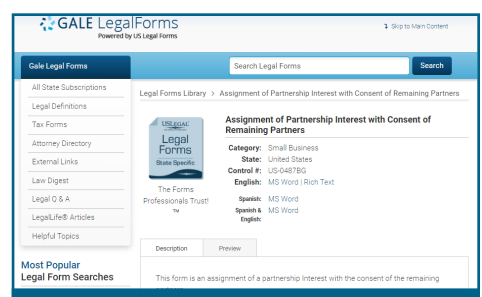 GALE LegalForms
Powered by US Legal Forms
Skip to Main Content
Gale Legal Forms
Search Legal Forms
Search
All State Subscriptions
Legal Definitions
Tax Forms
Attorney Directory
External Links
Law Digest
Legal Q & A
LegalLife® Articles
Helpful Topics
Most Popular
Legal Form Searches
Legal Forms Library > Assignment of Partnership Interest with Consent of Remaining Partners
USLEGAL
Legal
Forms
State Specific
The Forms
Professionals Trust!
™
Assignment of Partnership Interest with Consent of
Remaining Partners
Category: Small Business
State: United States
Control #: US-0487BG
English: MS Word | Rich Text
Spanish: MS Word
Spanish & MS Word
English:
Description Preview
This form is an assignment of a partnership Interest with the consent of the remaining